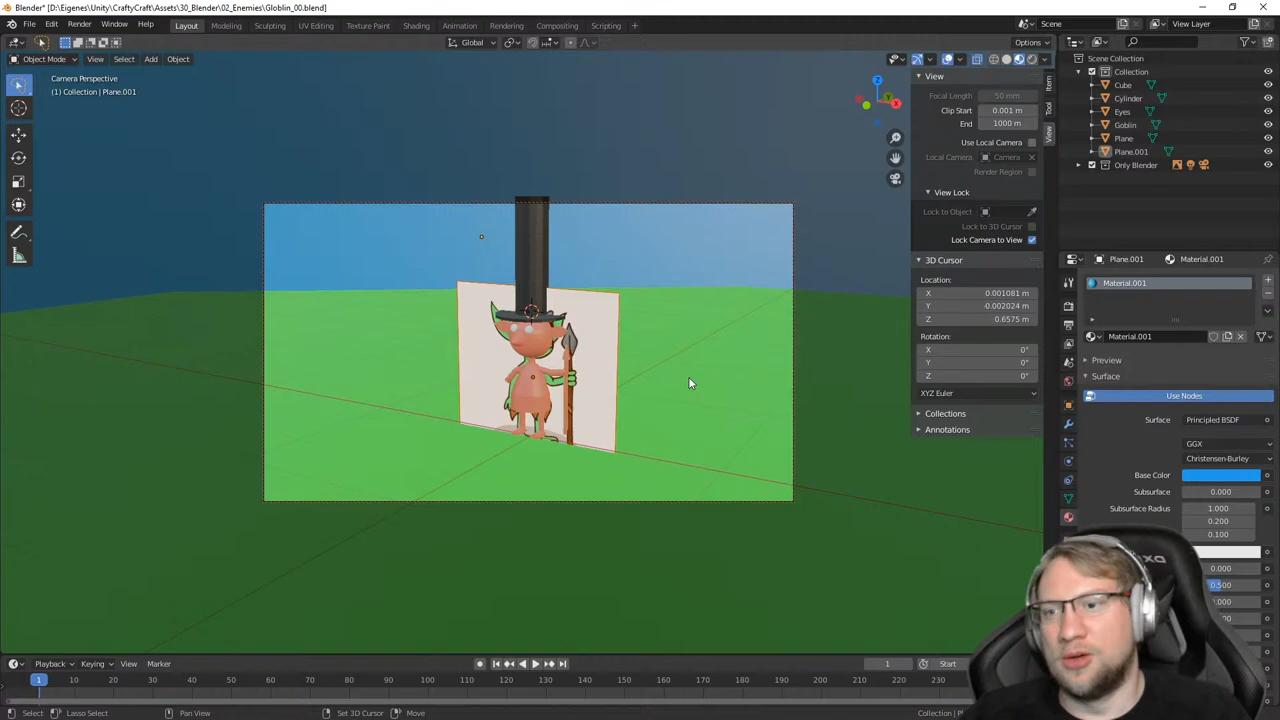 Blender* [D:\Eigenes\Unity\CraftyCraft\Assets\30_Blender\02_Enemies\Globlin_00.blend]
File Edit Render Window Help Layout Modeling Sculpting UV Editing Texture Paint Shading Animation Rendering Compositing Scripting Scene View Layer
Global Options
Object Mode View Select Add Object
Camera Perspective
(1) Collection | Plane.001
View
Focal Length 50 mm
Clip Start 0.001 m
End 1000 m
Use Local Camera
Local Camera Camera
Render Region
View Lock
Lock to Object
Lock to 3D Cursor
Lock Camera to View
3D Cursor
Location:
X 0.001081 m
Y -0.002024 m
Z 0.6575 m
Rotation:
X 0°
Y 0°
Z 0°
XYZ Euler
Collections
Annotations
Item
Tool
View
Scene Collection
Collection
Cube
Cylinder
Eyes
Goblin
Plane
Plane.001
Only Blender
Plane.001 Material.001
Material.001
Material.001
Preview
Surface
Use Nodes
Surface Principled BSDF
GGX
Christensen-Burley
Base Color
Subsurface 0.000
Subsurface Radius 1.000
0.200
0.100
0.000
0.500
Playback Keying View Marker 1 Start
1 10 20 30 40 50 60 70 80 90 100 110 120 130 140 150 160 170 180 190 200 210 220 230
Select Lasso Select Pan View Set 3D Cursor Move